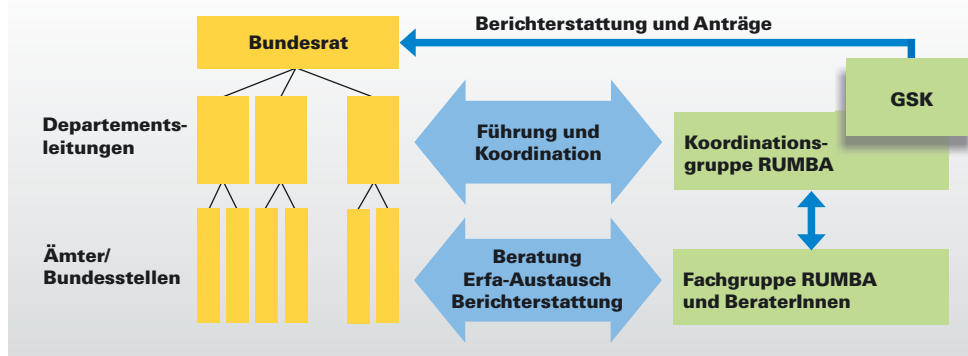 Berichterstattung und Anträge
Bundesrat
GSK
Departements-
leitungen
Führung und
Koordination
Koordinations-
gruppe RUMBA
Ämter/
Bundesstellen
Beratung
Erfa-Austausch
Berichterstattung
Fachgruppe RUMBA
und BeraterInnen